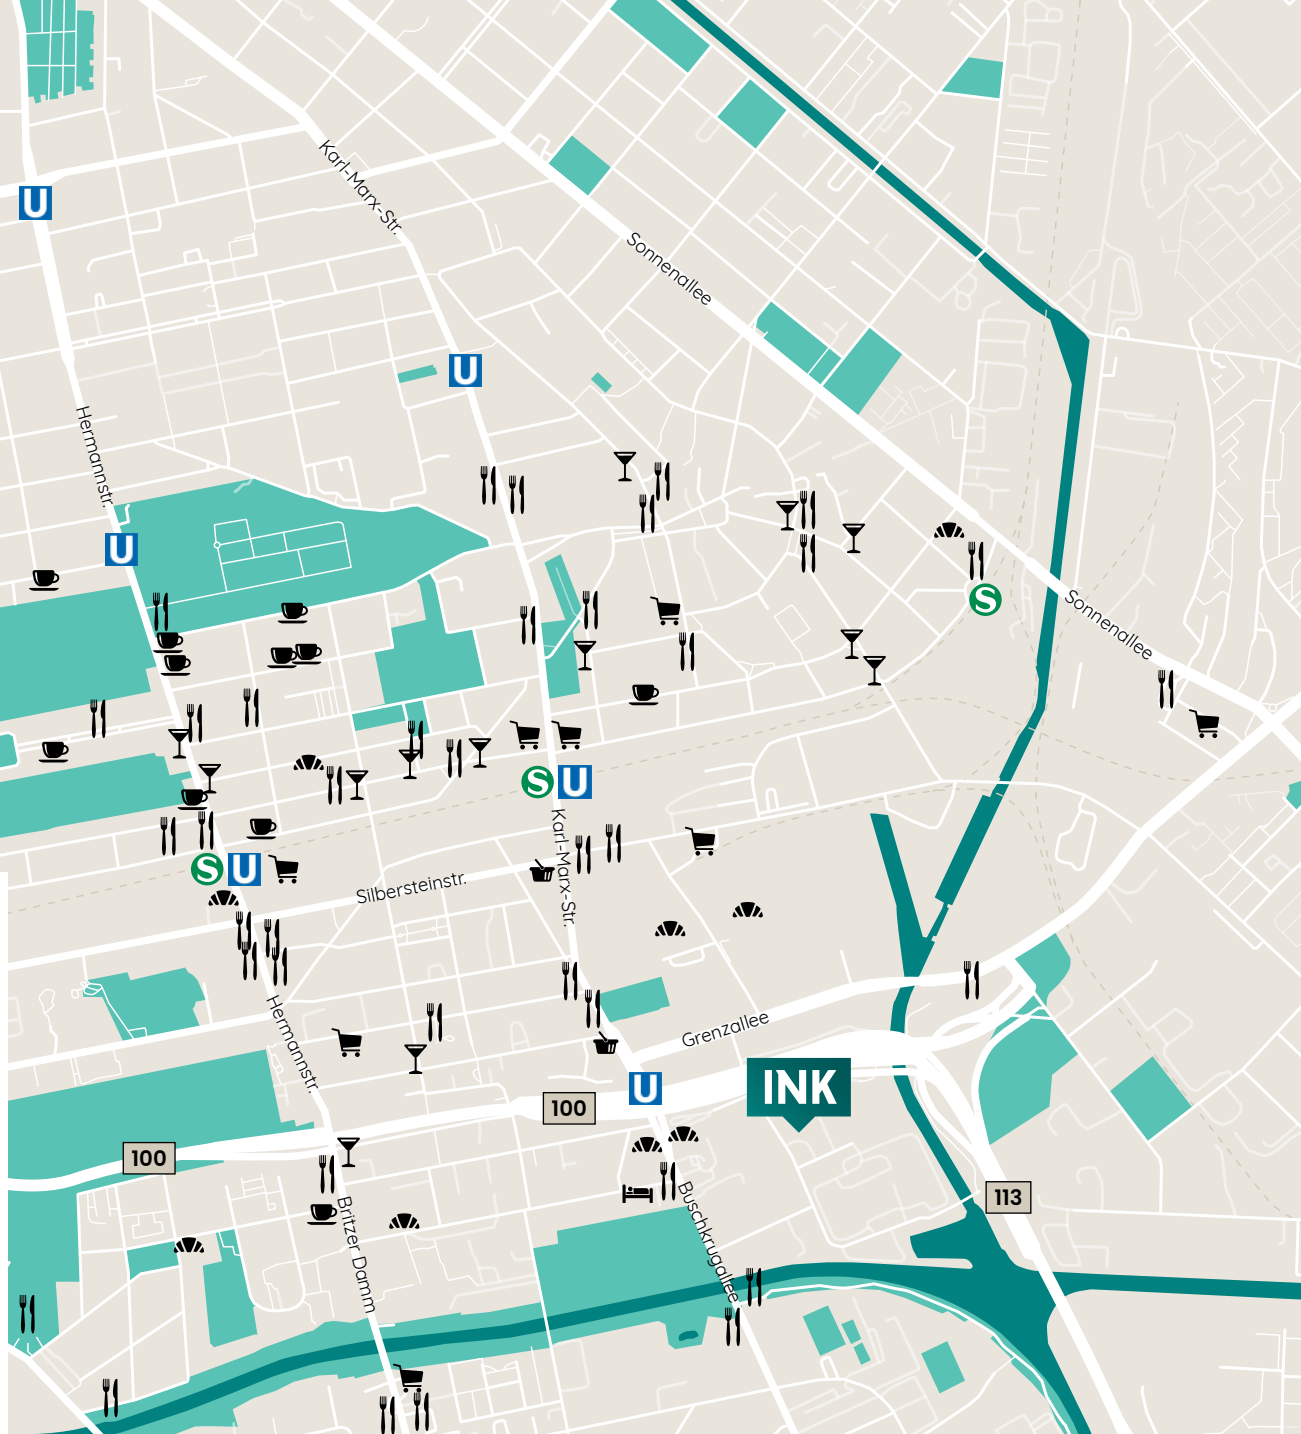 Karl-Marx-Str.
U
Sonnenallee
U
Hermannstr.
U
S
Sonnenallee
S U
Karl-Marx-Str.
S U
Silbersteinstr.
Hermannstr.
Grenzallee
U
INK
100
100
113
Buschkrugallee
Britzer Damm